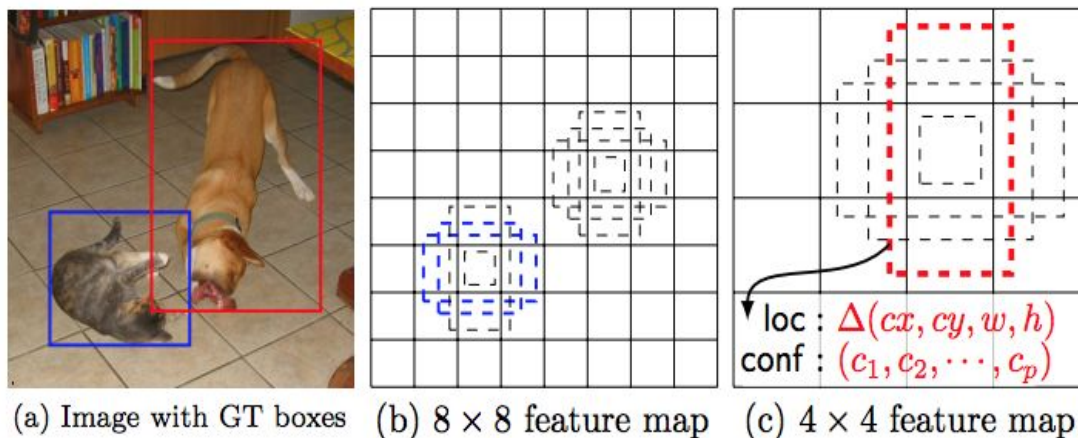 loc : Δ(cx, cy, w, h)
conf : (c₁, c₂, ⋯, cₚ)
(a) Image with GT boxes
(b) 8 × 8 feature map
(c) 4 × 4 feature map